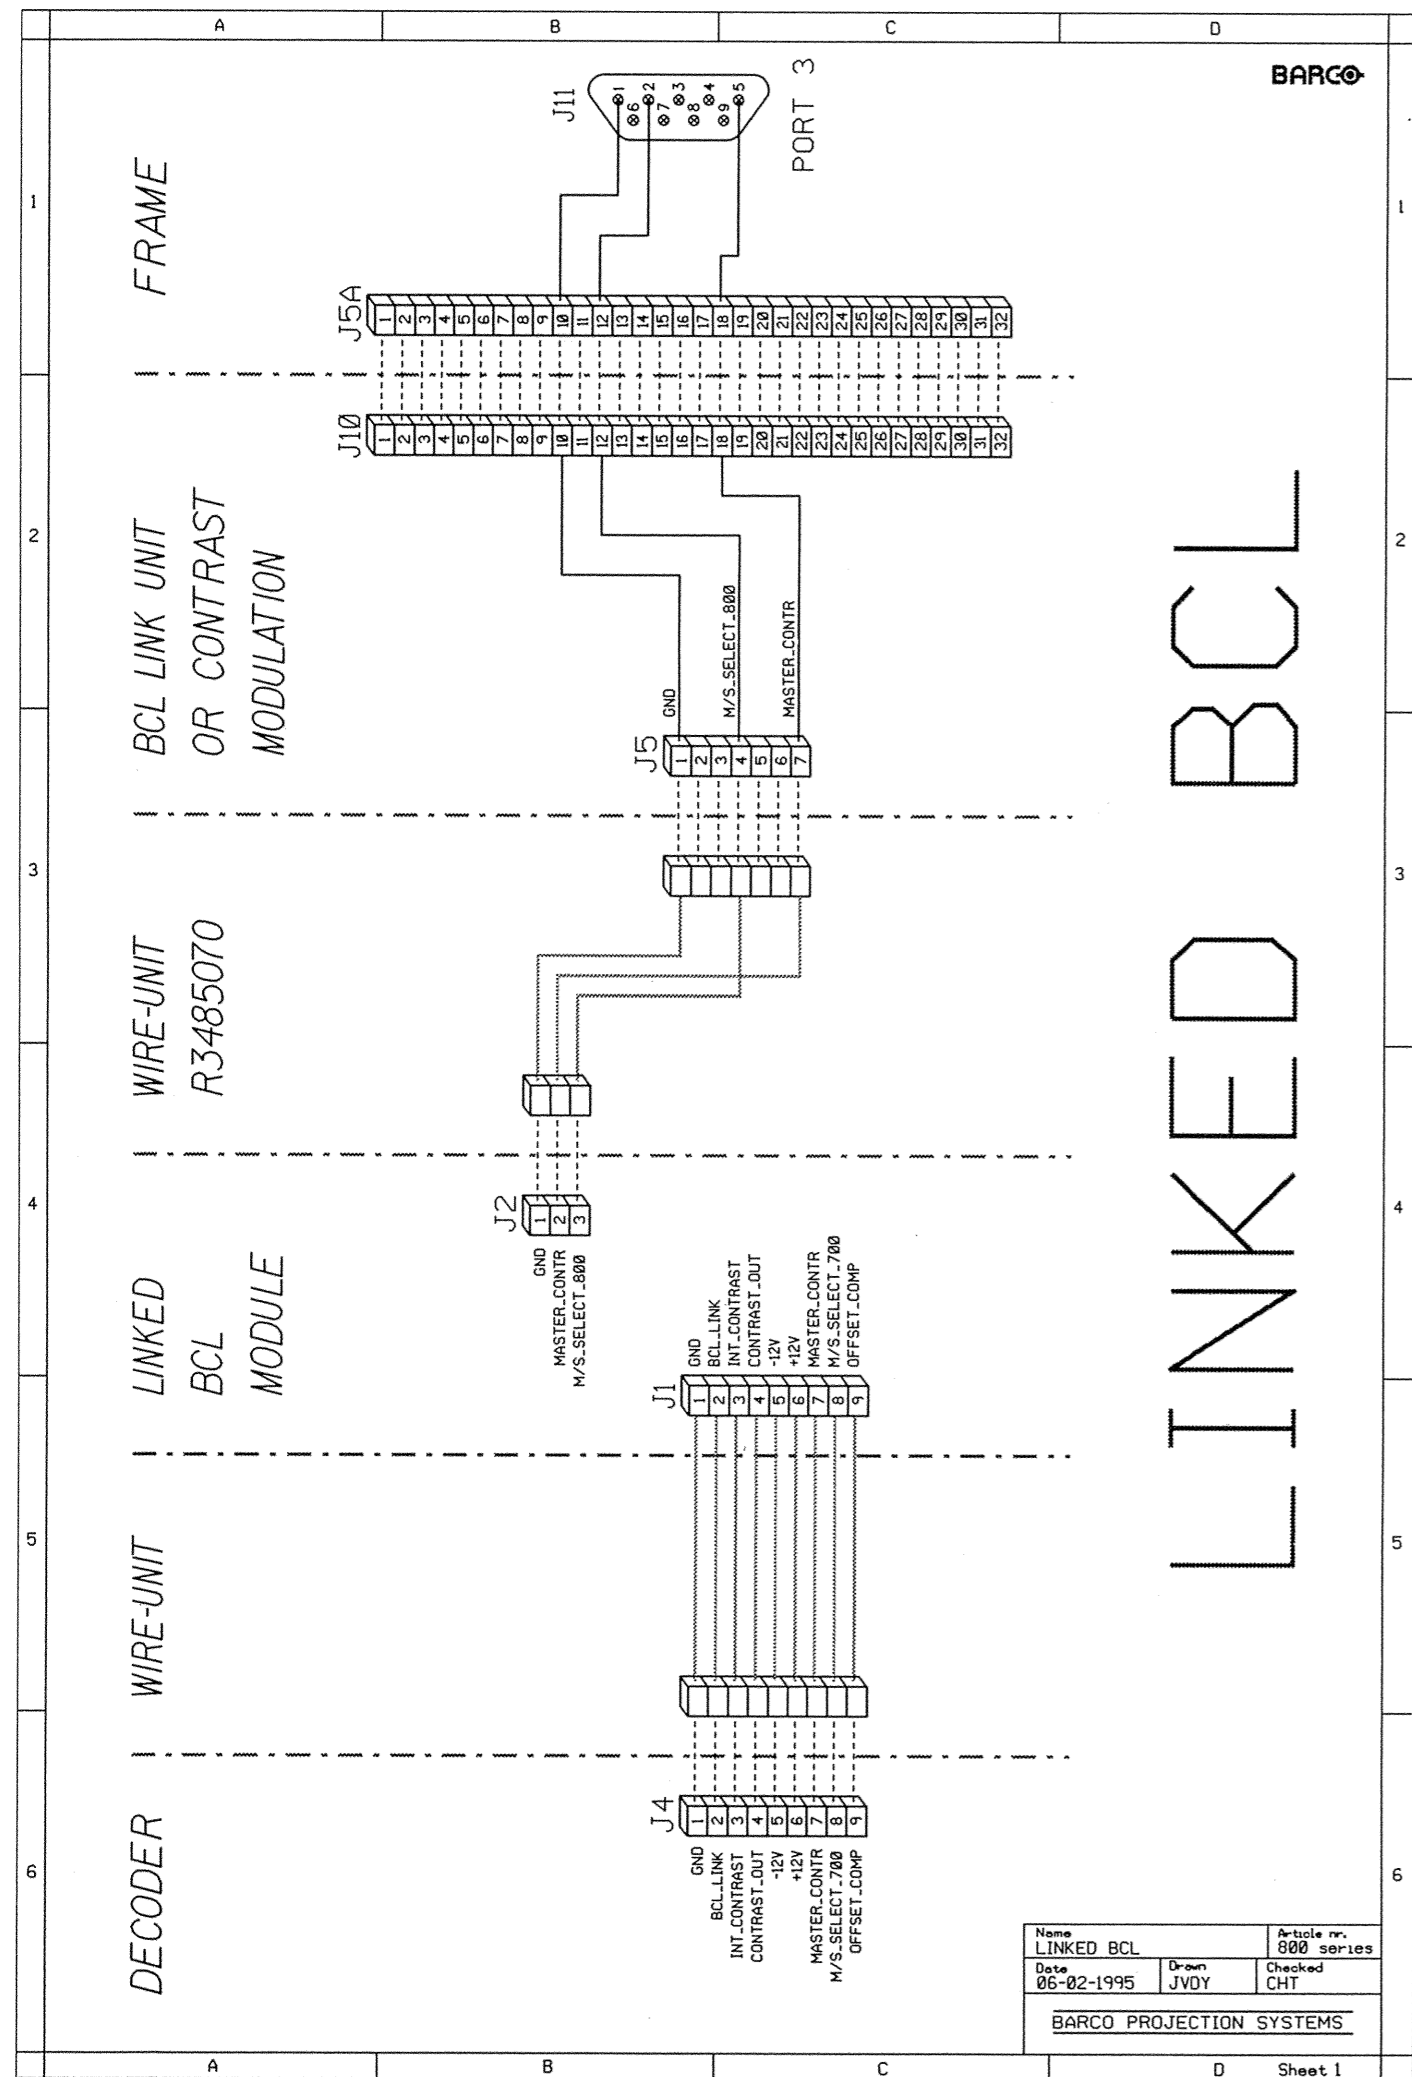 A B C D
BARCO
1 2 3 4 5 6
1 2 3 4 5 6
DECODER
WIRE-UNIT
LINKED
BCL
MODULE
WIRE-UNIT
R3485070
BCL LINK UNIT
OR CONTRAST
MODULATION
FRAME
J11
1 2 3 4 5
6 7 8 9
PORT 3
J5A
1 2 3 4 5 6 7 8 9 10 11 12 13 14 15 16 17 18 19 20 21 22 23 24 25 26 27 28 29 30 31 32
J10
1 2 3 4 5 6 7 8 9 10 11 12 13 14 15 16 17 18 19 20 21 22 23 24 25 26 27 28 29 30 31 32
GND
M/S_SELECT_800
MASTER_CONTR
J5
1 2 3 4 5 6 7
J2
1 2 3
GND
MASTER_CONTR
M/S_SELECT_800
J1
1 2 3 4 5 6 7 8 9
GND
BCL_LINK
INT_CONTRAST
CONTRAST_OUT
-12V
+12V
MASTER_CONTR
M/S_SELECT_700
OFFSET_COMP
J4
1 2 3 4 5 6 7 8 9
GND
BCL_LINK
INT_CONTRAST
CONTRAST_OUT
-12V
+12V
MASTER_CONTR
M/S_SELECT_700
OFFSET_COMP
LINKED BCL
Name
LINKED BCL
Article nr.
800 series
Date
06-02-1995
Drawn
JVDY
Checked
CHT
BARCO PROJECTION SYSTEMS
A B C D Sheet 1